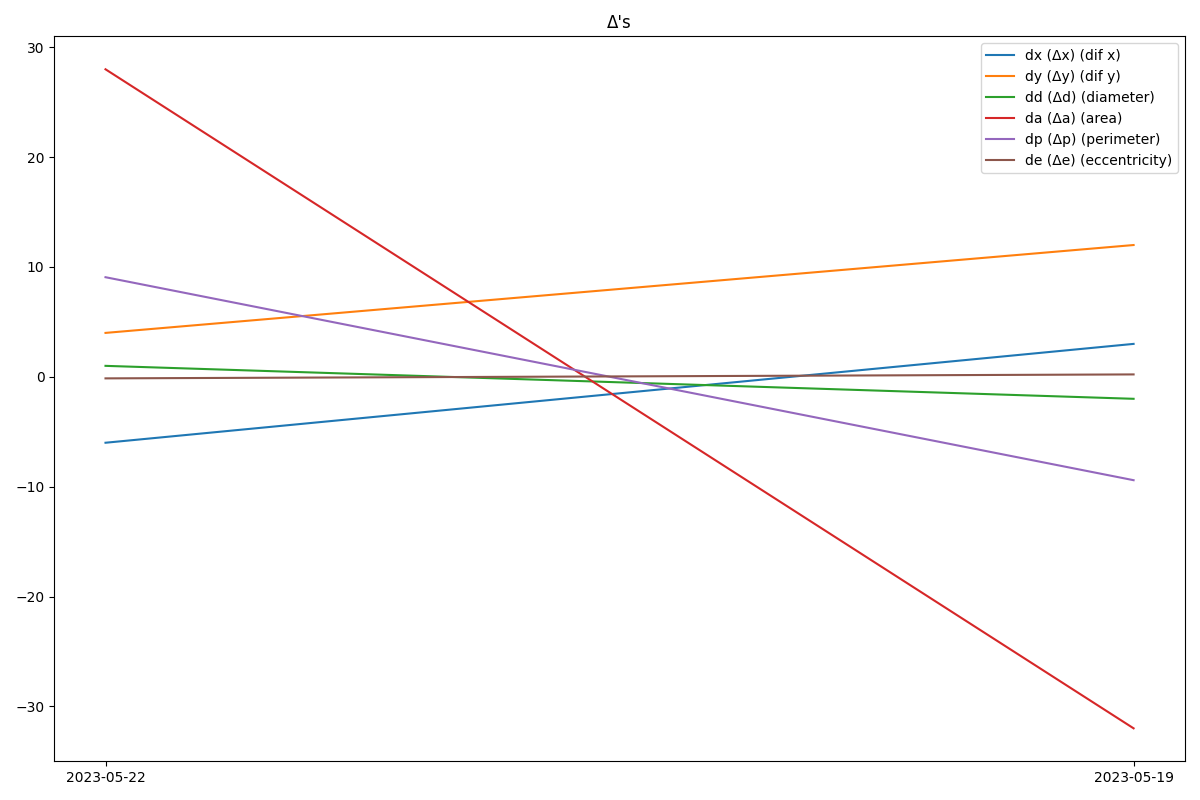 Δ's
30
20
10
0
−10
−20
−30
2023-05-22
2023-05-19
dx (Δx) (dif x)
dy (Δy) (dif y)
dd (Δd) (diameter)
da (Δa) (area)
dp (Δp) (perimeter)
de (Δe) (eccentricity)